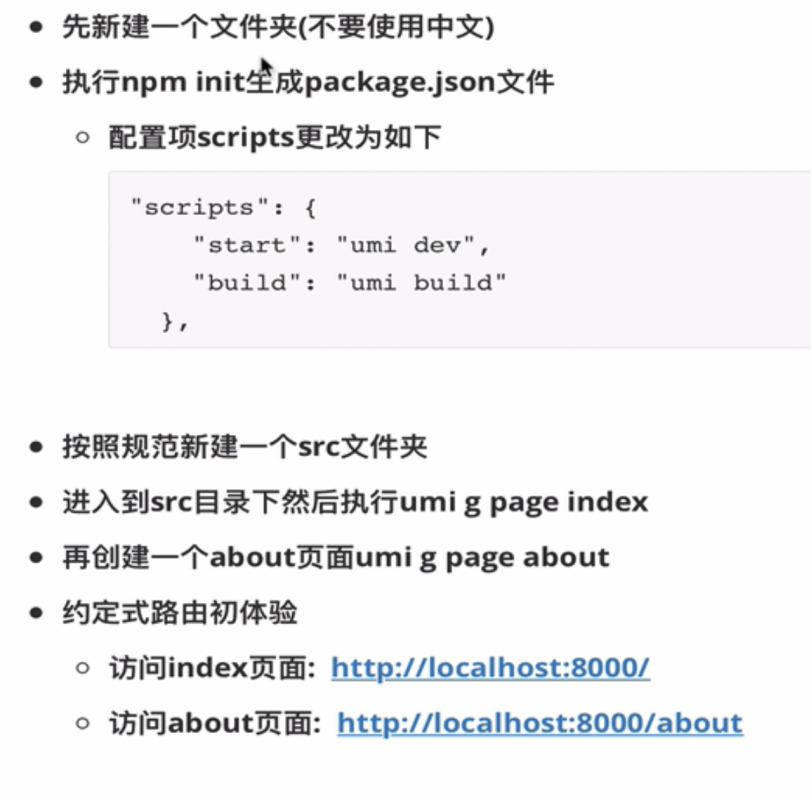 先新建一个文件夹(不要使用中文)
执行npm init生成package.json文件
配置项scripts更改为如下
"scripts": {
    "start": "umi dev",
    "build": "umi build"
  },
按照规范新建一个src文件夹
进入到src目录下然后执行umi g page index
再创建一个about页面umi g page about
约定式路由初体验
访问index页面: http://localhost:8000/
访问about页面: http://localhost:8000/about